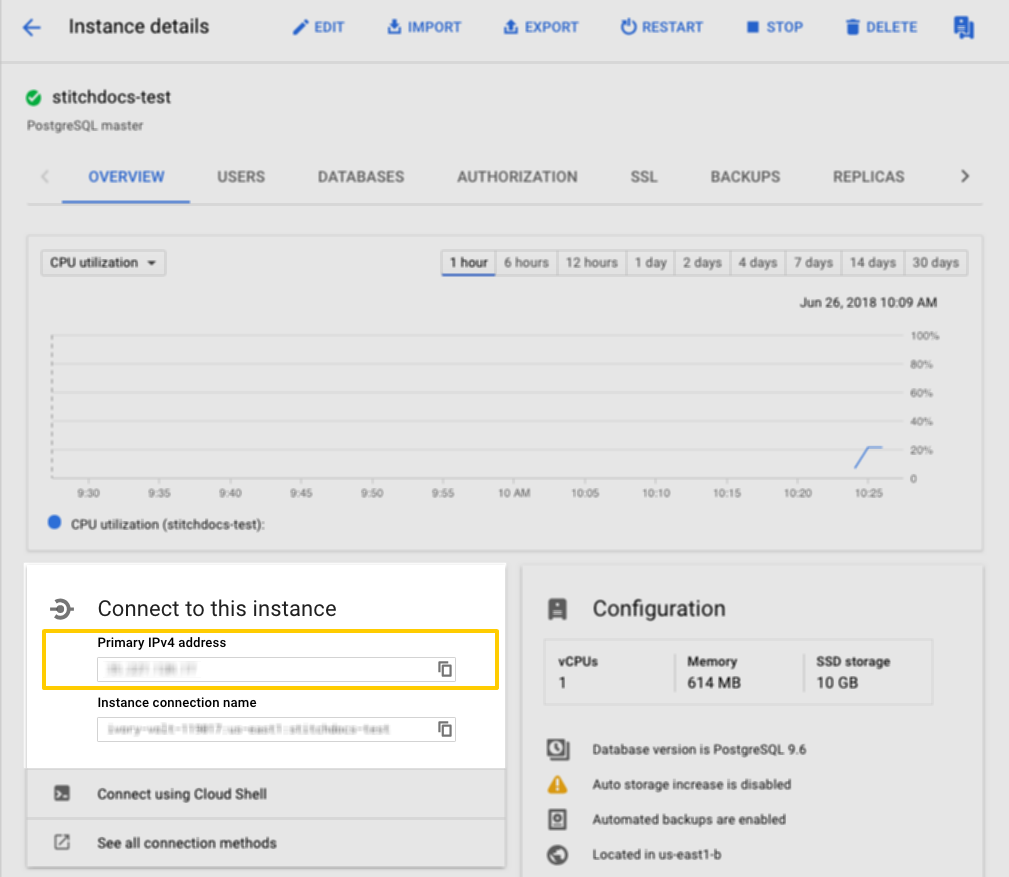 Instance details EDIT IMPORT EXPORT RESTART STOP DELETE
stitchdocs-test
PostgreSQL master
OVERVIEW USERS DATABASES AUTHORIZATION SSL BACKUPS REPLICAS
CPU utilization 1 hour 6 hours 12 hours 1 day 2 days 4 days 7 days 14 days 30 days
Jun 26, 2018 10:09 AM
100%
80%
60%
40%
20%
0
9:30 9:35 9:40 9:45 9:50 9:55 10 AM 10:05 10:10 10:15 10:20 10:25
CPU utilization (stitchdocs-test):
Connect to this instance
Primary IPv4 address
Instance connection name
Connect using Cloud Shell
See all connection methods
Configuration
vCPUs Memory SSD storage
1 614 MB 10 GB
Database version is PostgreSQL 9.6
Auto storage increase is disabled
Automated backups are enabled
Located in us-east1-b